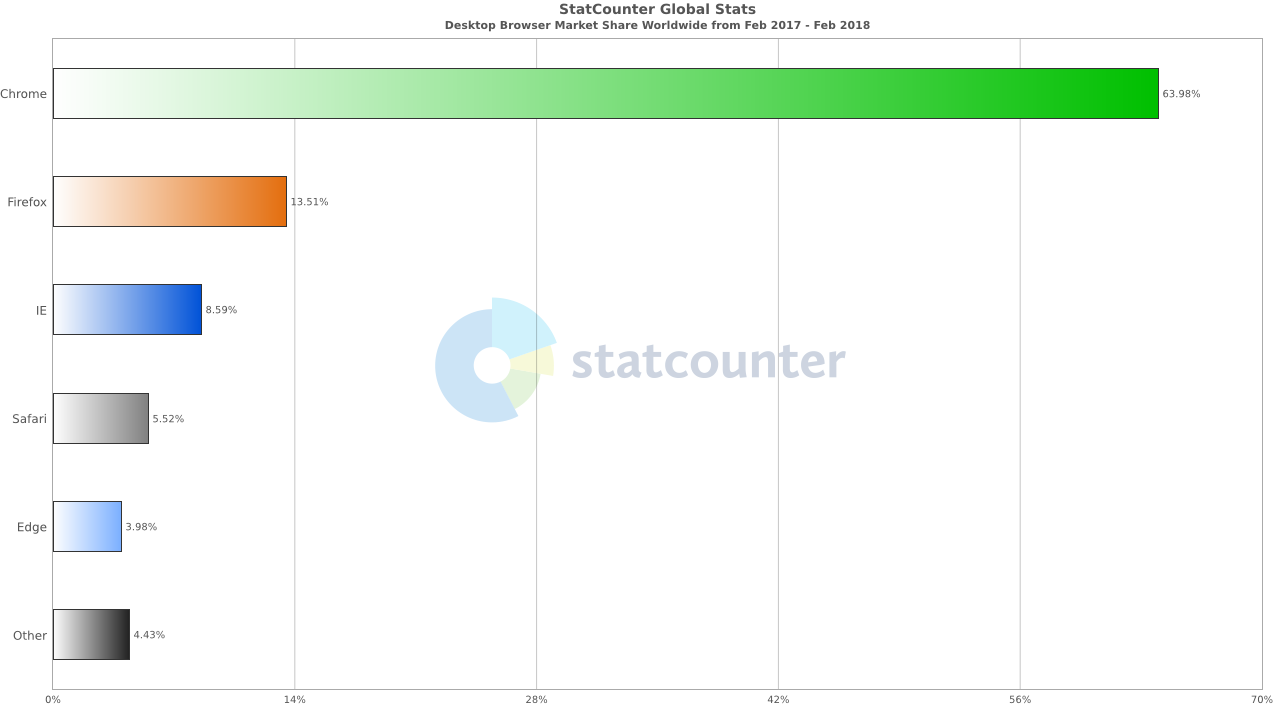 StatCounter Global Stats
Desktop Browser Market Share Worldwide from Feb 2017 - Feb 2018
Chrome 63.98%
Firefox 13.51%
IE 8.59%
statcounter
Safari 5.52%
Edge 3.98%
Other 4.43%
0% 14% 28% 42% 56% 70%